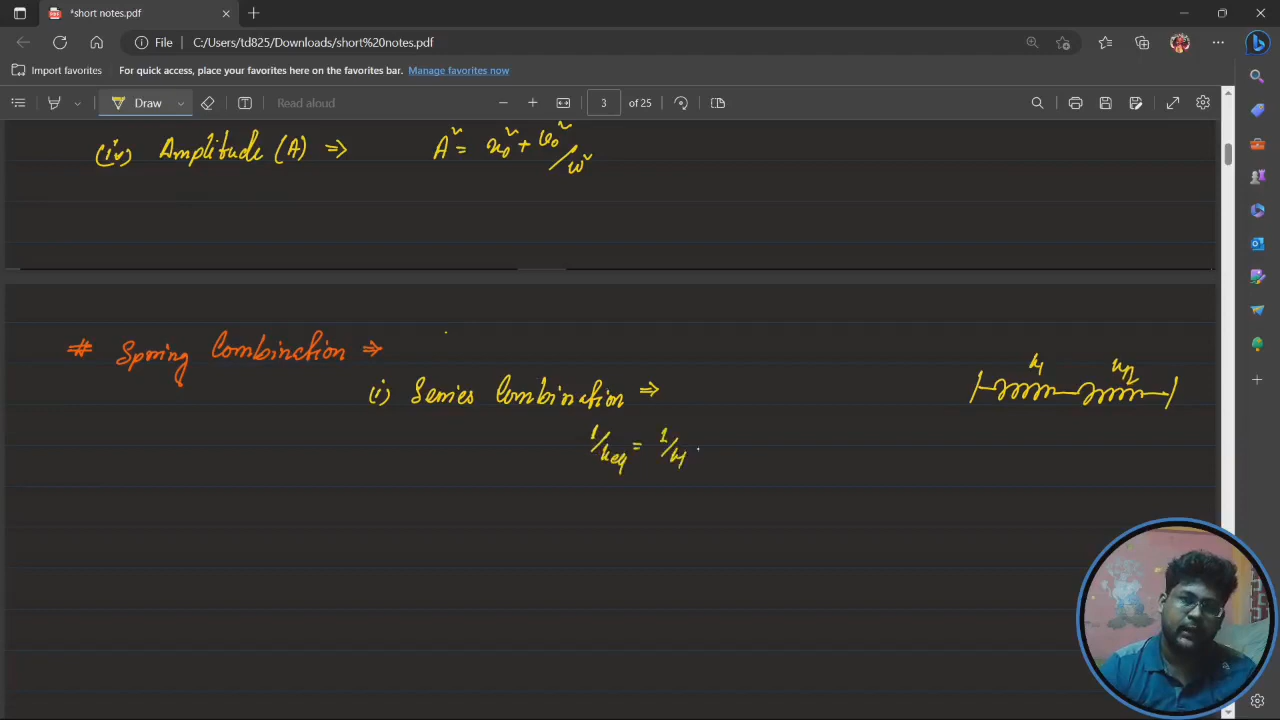 *short notes.pdf
File C:/Users/td825/Downloads/short%20notes.pdf
Import favorites For quick access, place your favorites here on the favorites bar. Manage favorites now
Draw Read aloud 3 of 25
(iv) Amplitude (A) ⇒ A² = x₀² + v₀²/ω²
# Spring Combination ⇒
(i) Series Combination ⇒
k₁ k₂
1/keq = 1/k₁